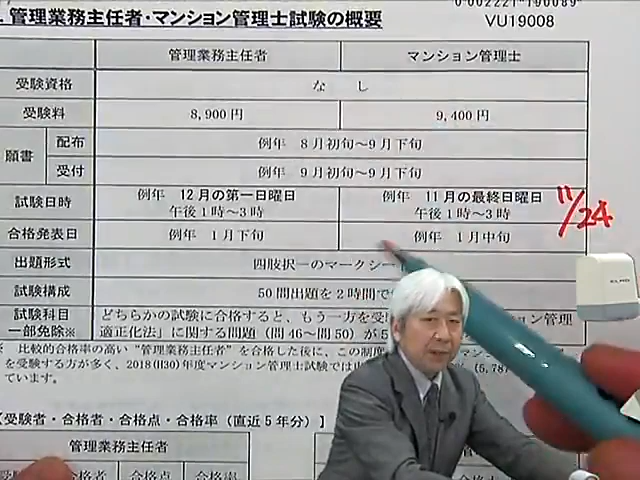 0002221"190089"
VU19008
管理業務主任者・マンション管理士試験の概要
管理業務主任者 マンション管理士
受験資格 なし
受験料 8,900円 9,400円
願書 配布 例年 8月初旬～9月下旬
受付 例年 9月初旬～9月下旬
試験日時 例年 12月の第一日曜日 午後1時～3時 例年 11月の最終日曜日 午後1時～3時
11/24
合格発表日 例年 1月下旬 例年 1月中旬
出題形式 四肢択一のマークシー
試験構成 50問出題を2時間で
試験科目 一部免除※ どちらかの試験に合格すると、もう一方を受 ション管理
適正化法」に関する問題（問46～問50）が5
※ 比較的合格率の高い"管理業務主任者"を合格した後に、この制度 マン
を受験する方が多く、2018(H30)年度マンション管理士試験では (5,787
ています。
【受験者・合格者・合格点・合格率（直近5年分）】
管理業務主任者
合格者 合格点 合格率
ELMO